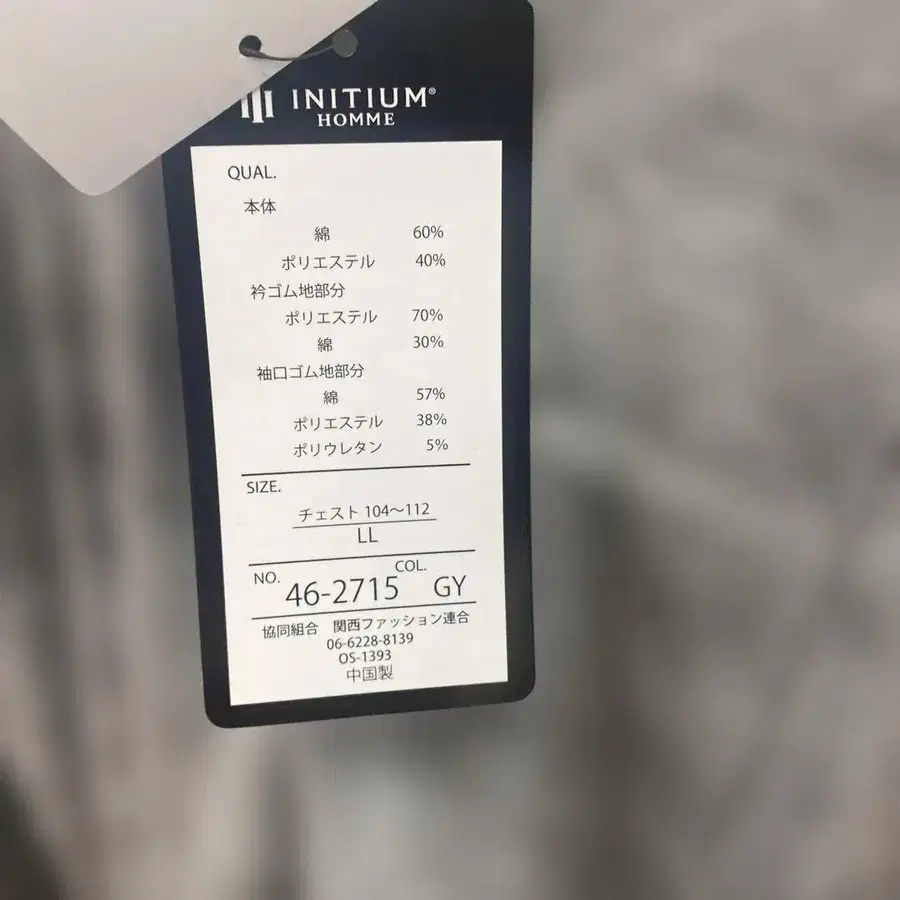 INITIUM®
HOMME
QUAL.
本体
綿 60%
ポリエステル 40%
衿ゴム地部分
ポリエステル 70%
綿 30%
袖口ゴム地部分
綿 57%
ポリエステル 38%
ポリウレタン 5%
SIZE.
チェスト 104〜112
LL
NO. 46-2715 COL. GY
協同組合 関西ファッション連合
06-6228-8139
OS-1393
中国製